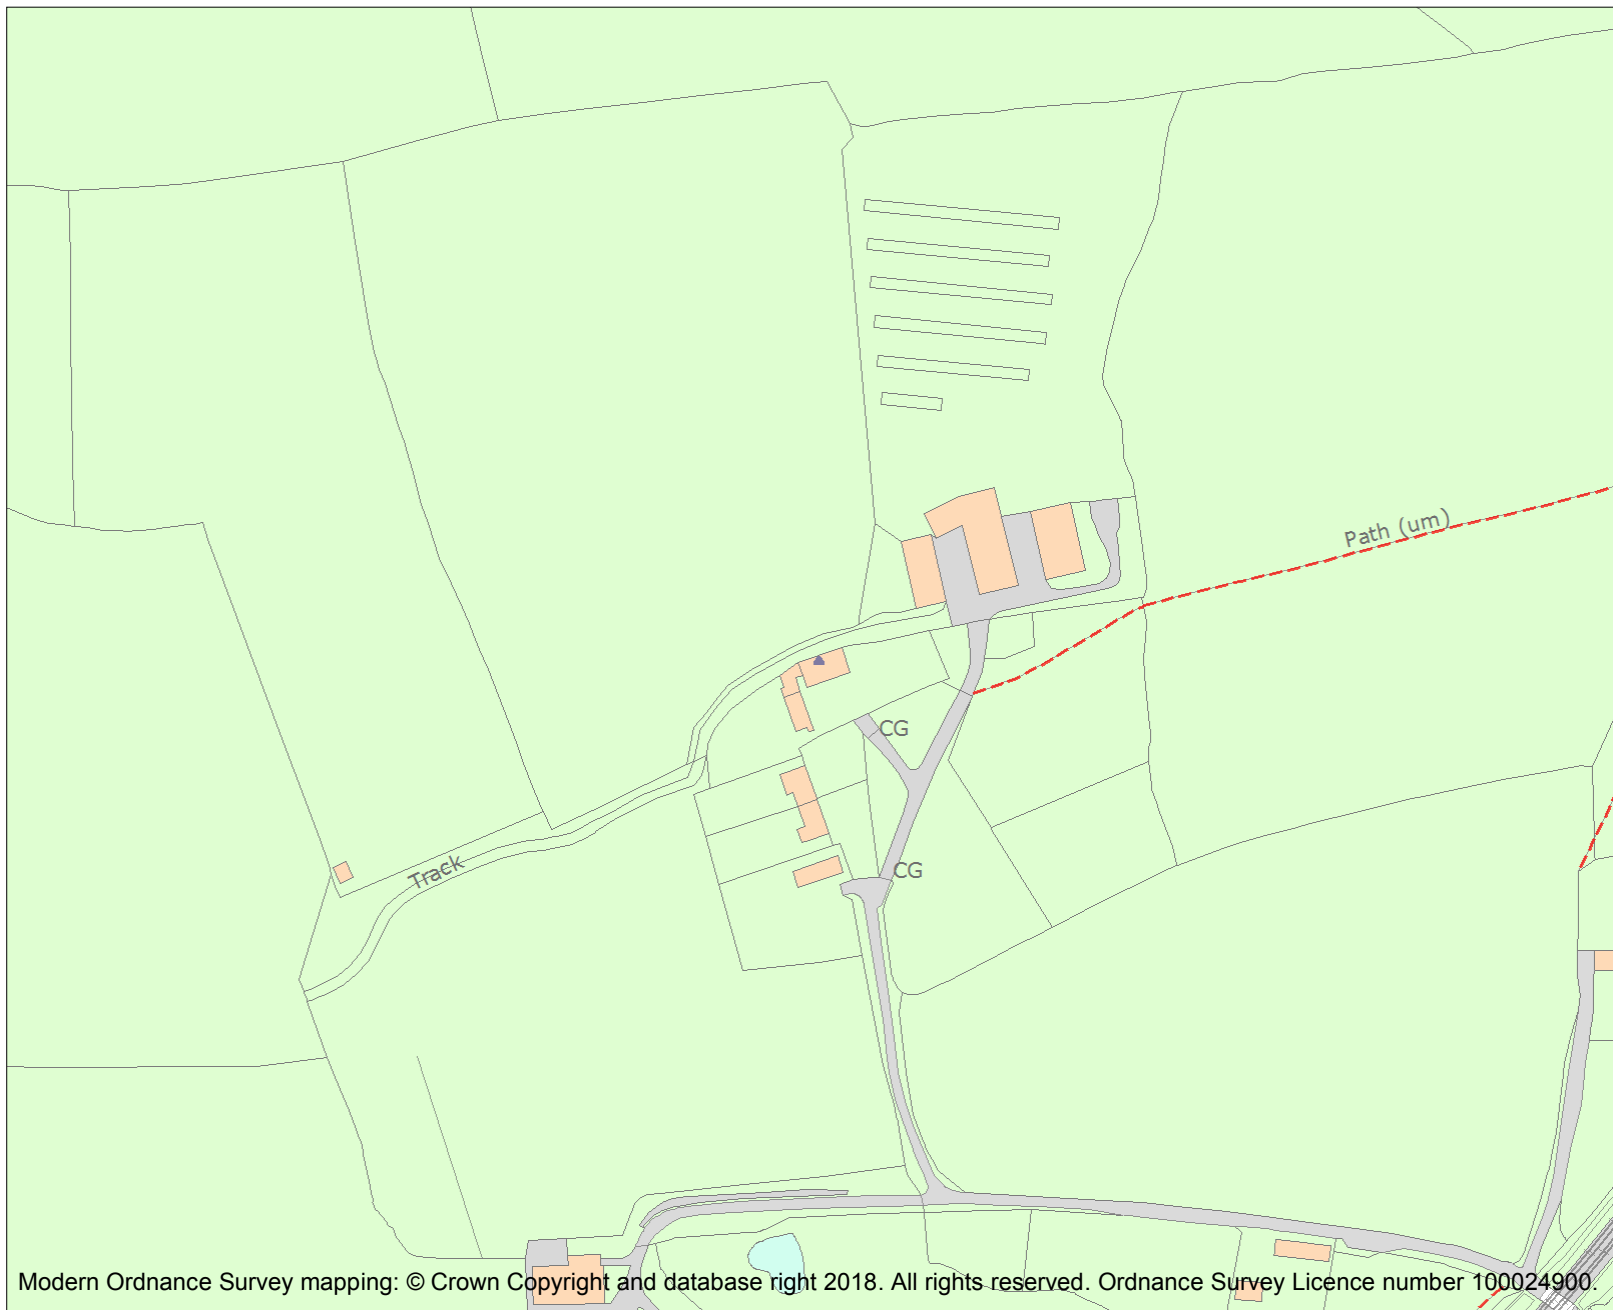 Path (um)
CG
CG
Track
Modern Ordnance Survey mapping: © Crown Copyright and database right 2018. All rights reserved. Ordnance Survey Licence number 100024900.